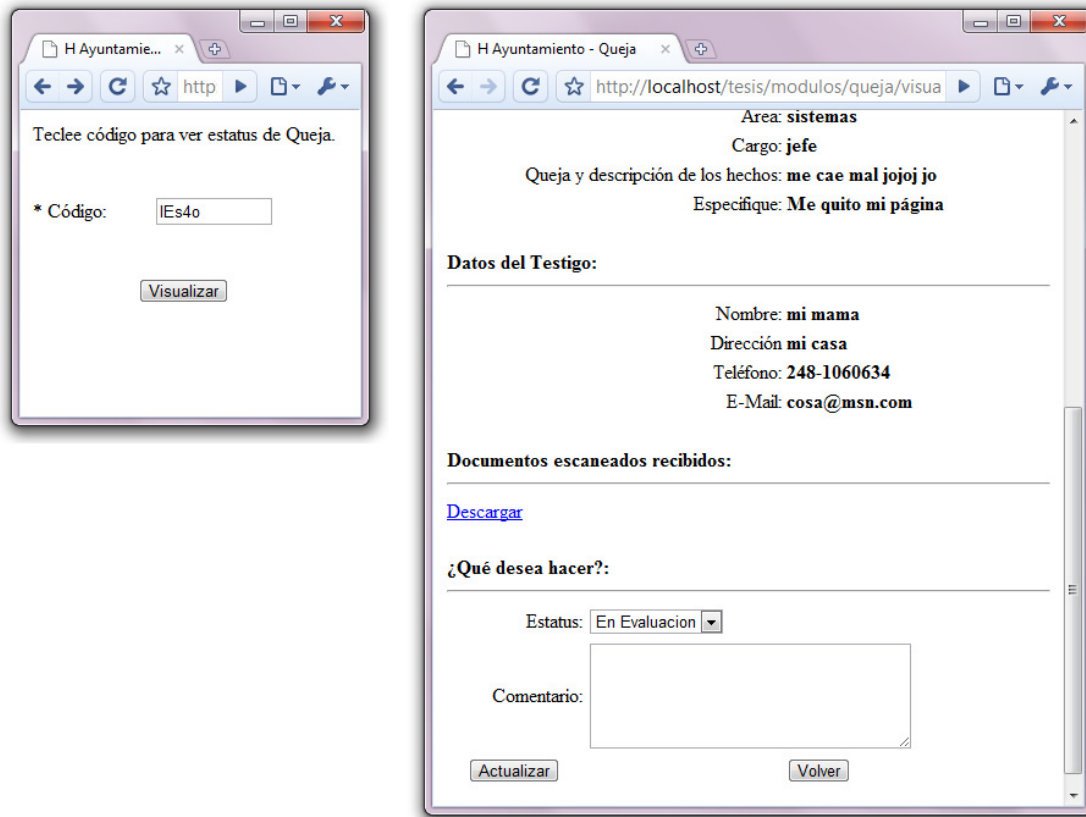 H Ayuntamie...
http
Teclee código para ver estatus de Queja.
* Código: lEs4o
Visualizar
H Ayuntamiento - Queja
http://localhost/tesis/modulos/queja/visua
Area: sistemas
Cargo: jefe
Queja y descripción de los hechos: me cae mal jojoj jo
Especifique: Me quito mi página
Datos del Testigo:
Nombre: mi mama
Dirección mi casa
Teléfono: 248-1060634
E-Mail: cosa@msn.com
Documentos escaneados recibidos:
Descargar
¿Qué desea hacer?:
Estatus: En Evaluacion
Comentario:
Actualizar Volver